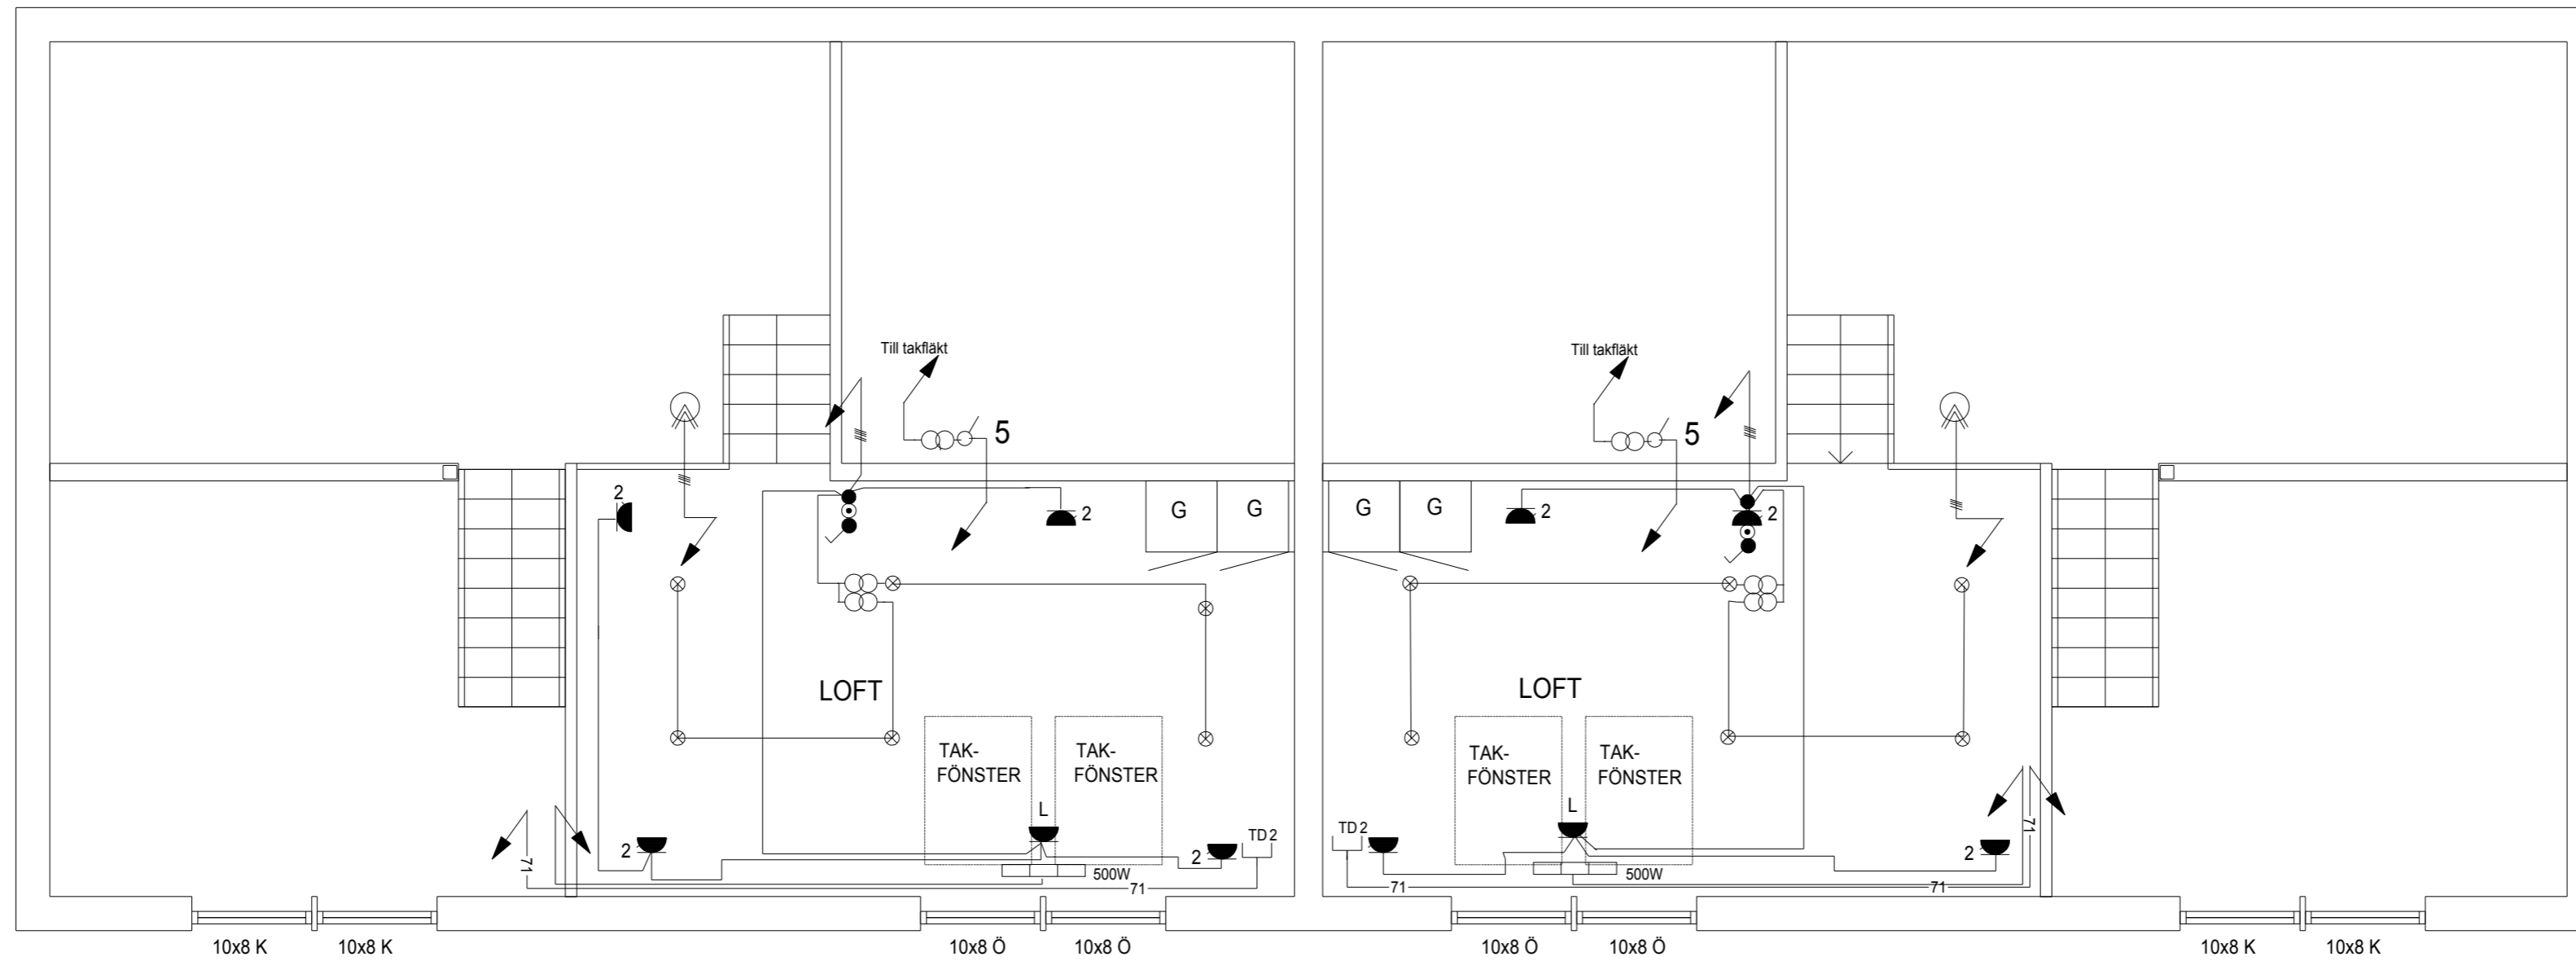 Till takfläkt
Till takfläkt
5
5
2
2
2
2
G
G
G
G
LOFT
LOFT
TAK-
FÖNSTER
TAK-
FÖNSTER
TAK-
FÖNSTER
TAK-
FÖNSTER
L
L
2
2
TD 2
TD 2
2
71
71
500W
500W
71
71
71
10x8 K
10x8 K
10x8 Ö
10x8 Ö
10x8 Ö
10x8 Ö
10x8 K
10x8 K